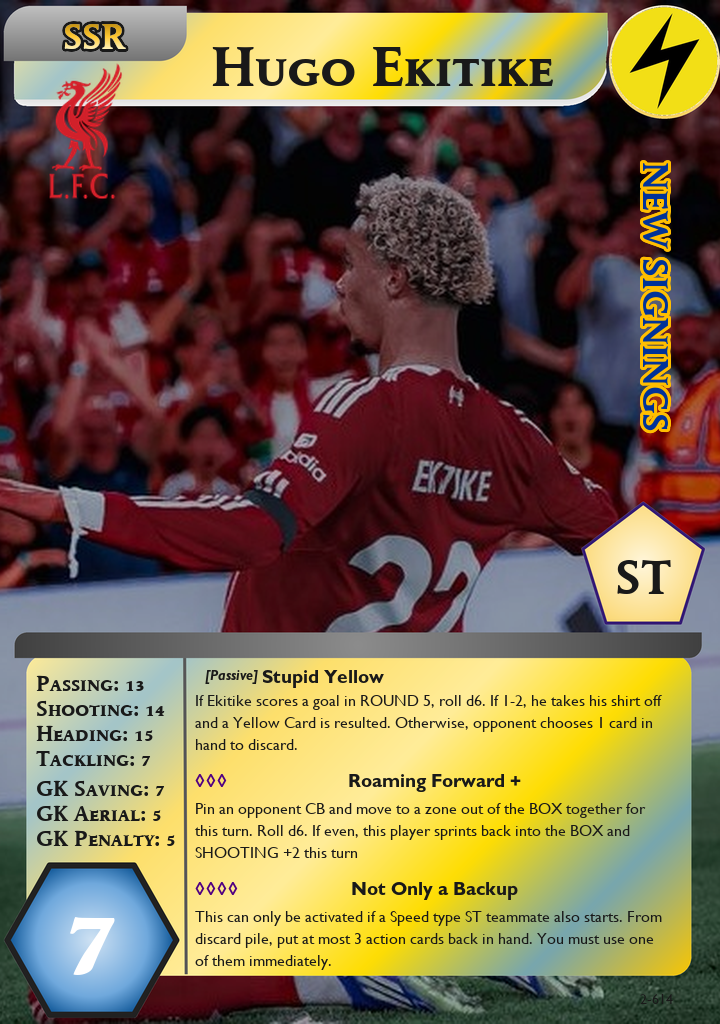 SSR
Hugo Ekitike
L.F.C.
NEW SIGNINGS
EKITIKE
22
ST
Passing: 13
Shooting: 14
Heading: 15
Tackling: 7
GK Saving: 7
GK Aerial: 5
GK Penalty: 5
7
[Passive] Stupid Yellow
If Ekitike scores a goal in ROUND 5, roll d6. If 1-2, he takes his shirt off
and a Yellow Card is resulted. Otherwise, opponent chooses 1 card in
hand to discard.
◊◊◊ Roaming Forward +
Pin an opponent CB and move to a zone out of the BOX together for
this turn. Roll d6. If even, this player sprints back into the BOX and
SHOOTING +2 this turn
◊◊◊◊ Not Only a Backup
This can only be activated if a Speed type ST teammate also starts. From
discard pile, put at most 3 action cards back in hand. You must use one
of them immediately.
2-614